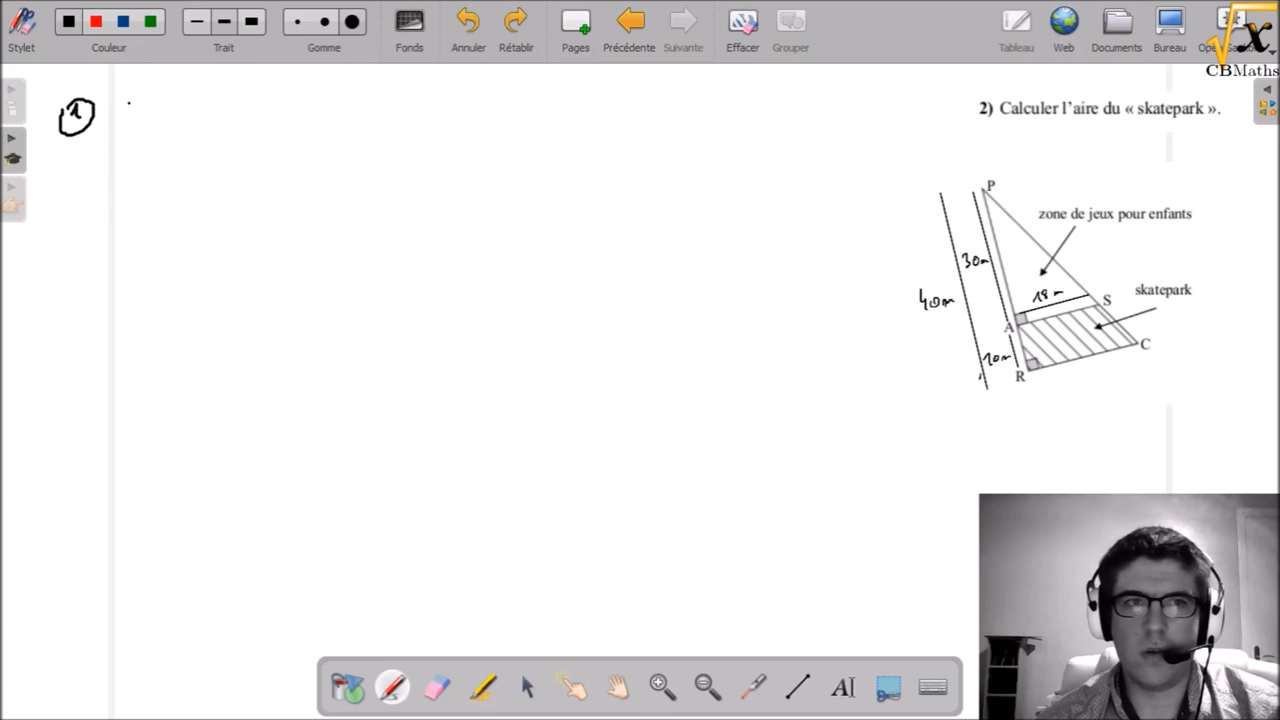 Stylet Couleur Trait Gomme Fonds Annuler Rétablir Pages Précédente Suivante Effacer Grouper Tableau Web Documents Bureau
CBMaths
1
2) Calculer l'aire du « skatepark ».
P
zone de jeux pour enfants
30m
18 m
skatepark
40m
S
A
C
10m
R